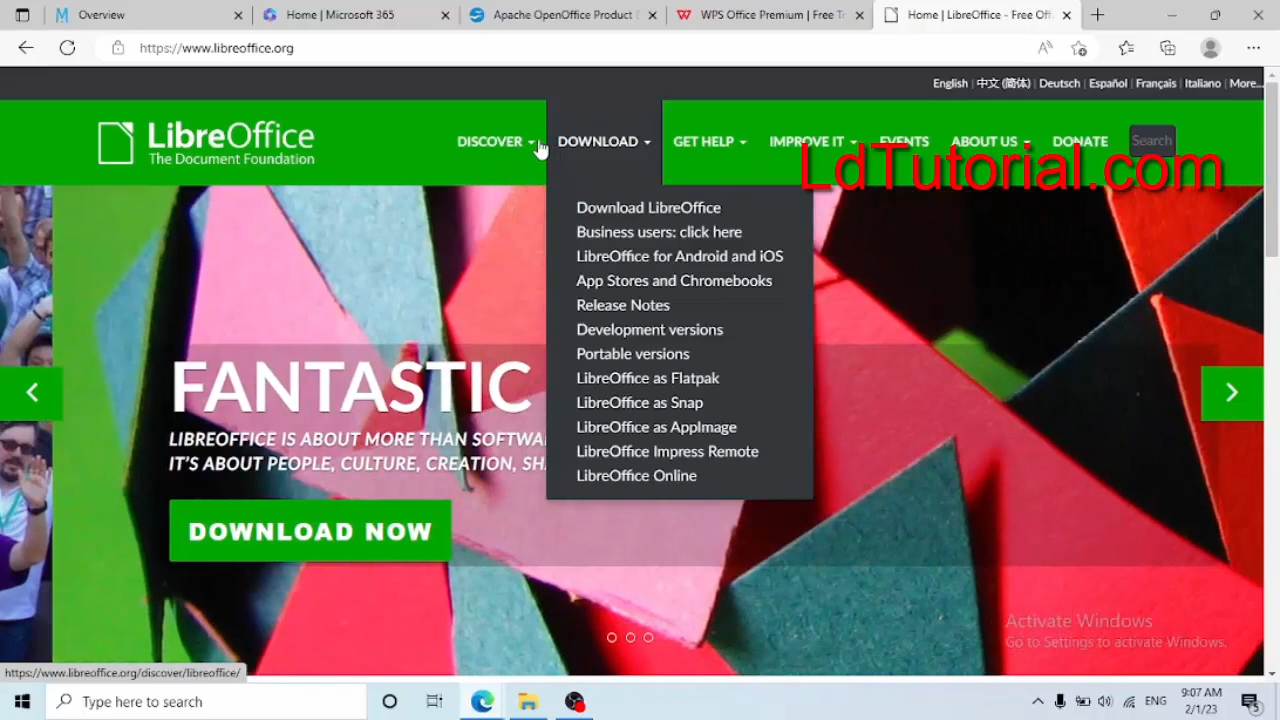 Overview
Home | Microsoft 365
Apache OpenOffice Product D
WPS Office Premium | Free Tr
Home | LibreOffice - Free Off
https://www.libreoffice.org
English | 中文 (简体) | Deutsch | Español | Français | Italiano | More...
LibreOffice
The Document Foundation
DISCOVER
DOWNLOAD
GET HELP
IMPROVE IT
EVENTS
ABOUT US
DONATE
Search
LdTutorial.com
Download LibreOffice
Business users: click here
LibreOffice for Android and iOS
App Stores and Chromebooks
Release Notes
Development versions
Portable versions
LibreOffice as Flatpak
LibreOffice as Snap
LibreOffice as AppImage
LibreOffice Impress Remote
LibreOffice Online
FANTASTIC
LIBREOFFICE IS ABOUT MORE THAN SOFTWA
IT'S ABOUT PEOPLE, CULTURE, CREATION, SH
DOWNLOAD NOW
Activate Windows
Go to Settings to activate Windows.
https://www.libreoffice.org/discover/libreoffice/
Type here to search
ENG
9:07 AM
2/1/23
5